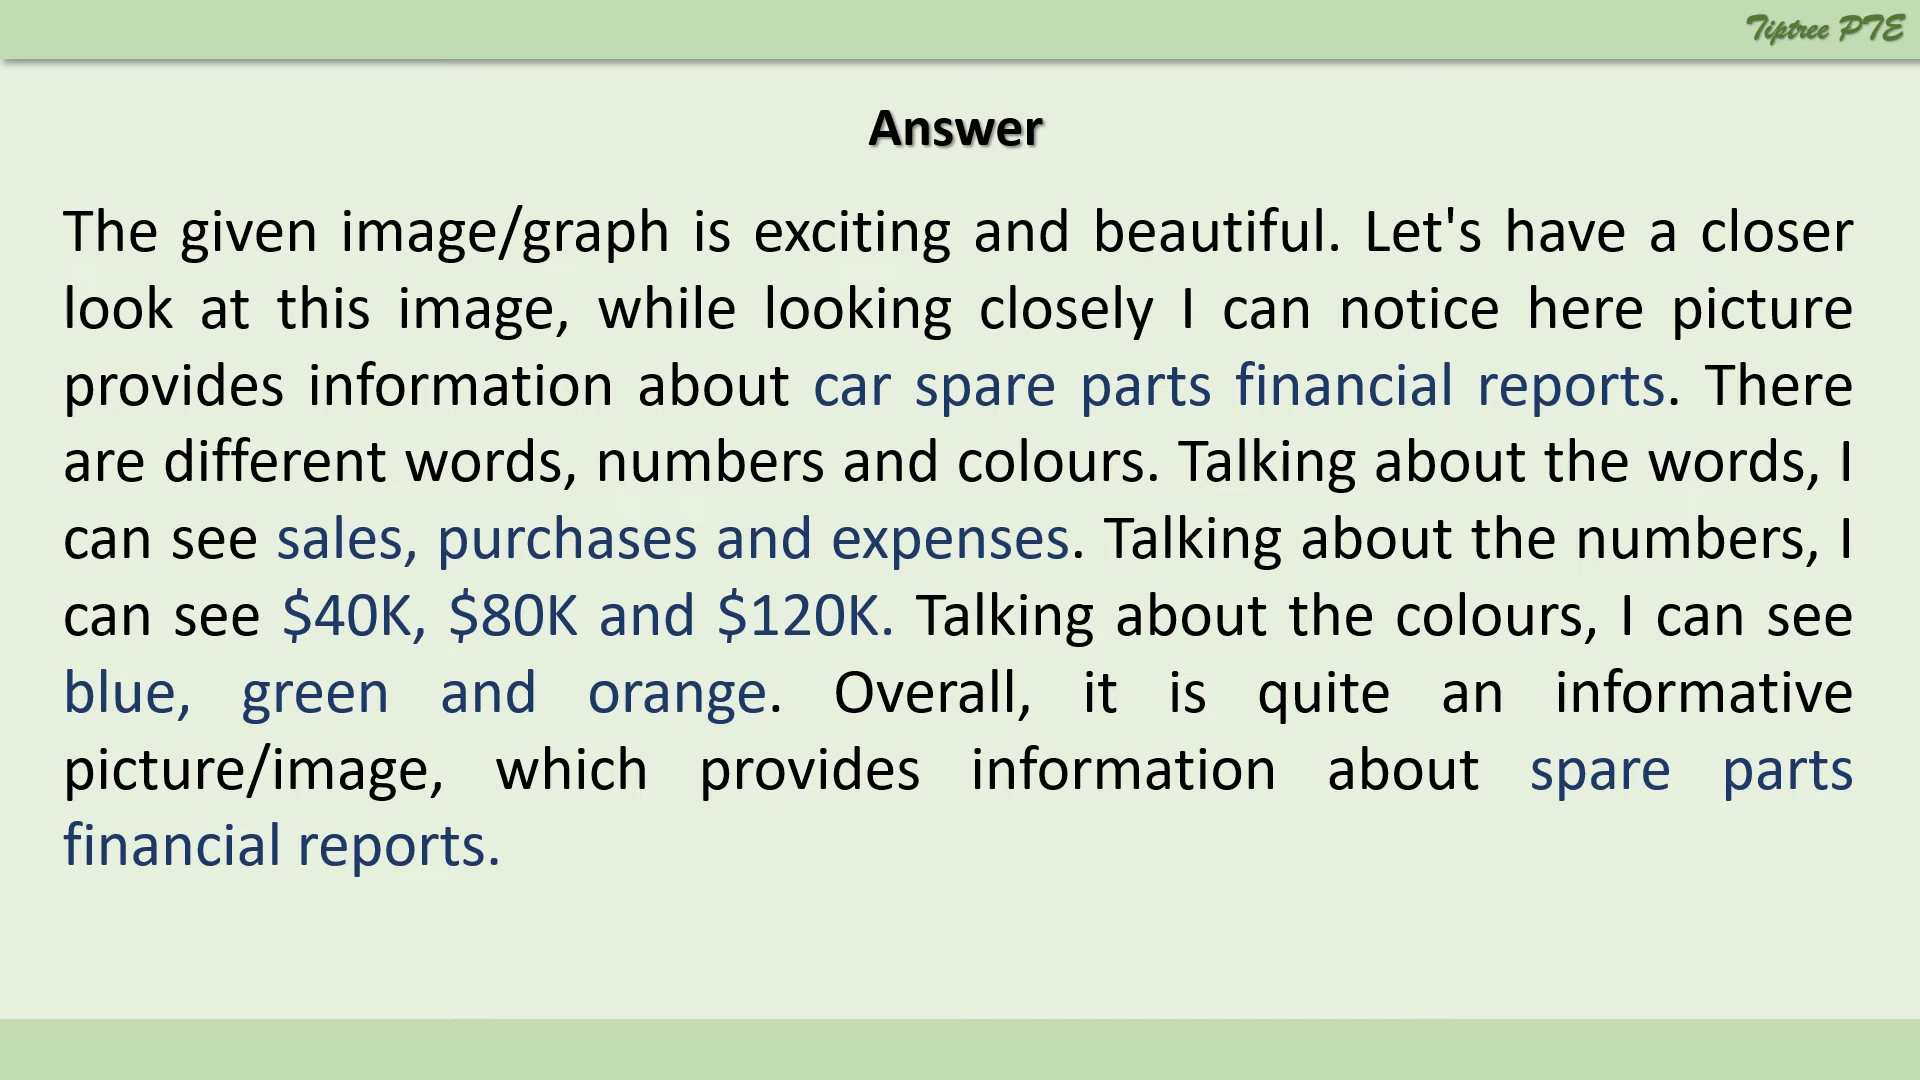 Tiptree PTE
Answer
The given image/graph is exciting and beautiful. Let's have a closer
look at this image, while looking closely I can notice here picture
provides information about car spare parts financial reports. There
are different words, numbers and colours. Talking about the words, I
can see sales, purchases and expenses. Talking about the numbers, I
can see $40K, $80K and $120K. Talking about the colours, I can see
blue, green and orange. Overall, it is quite an informative
picture/image, which provides information about spare parts
financial reports.